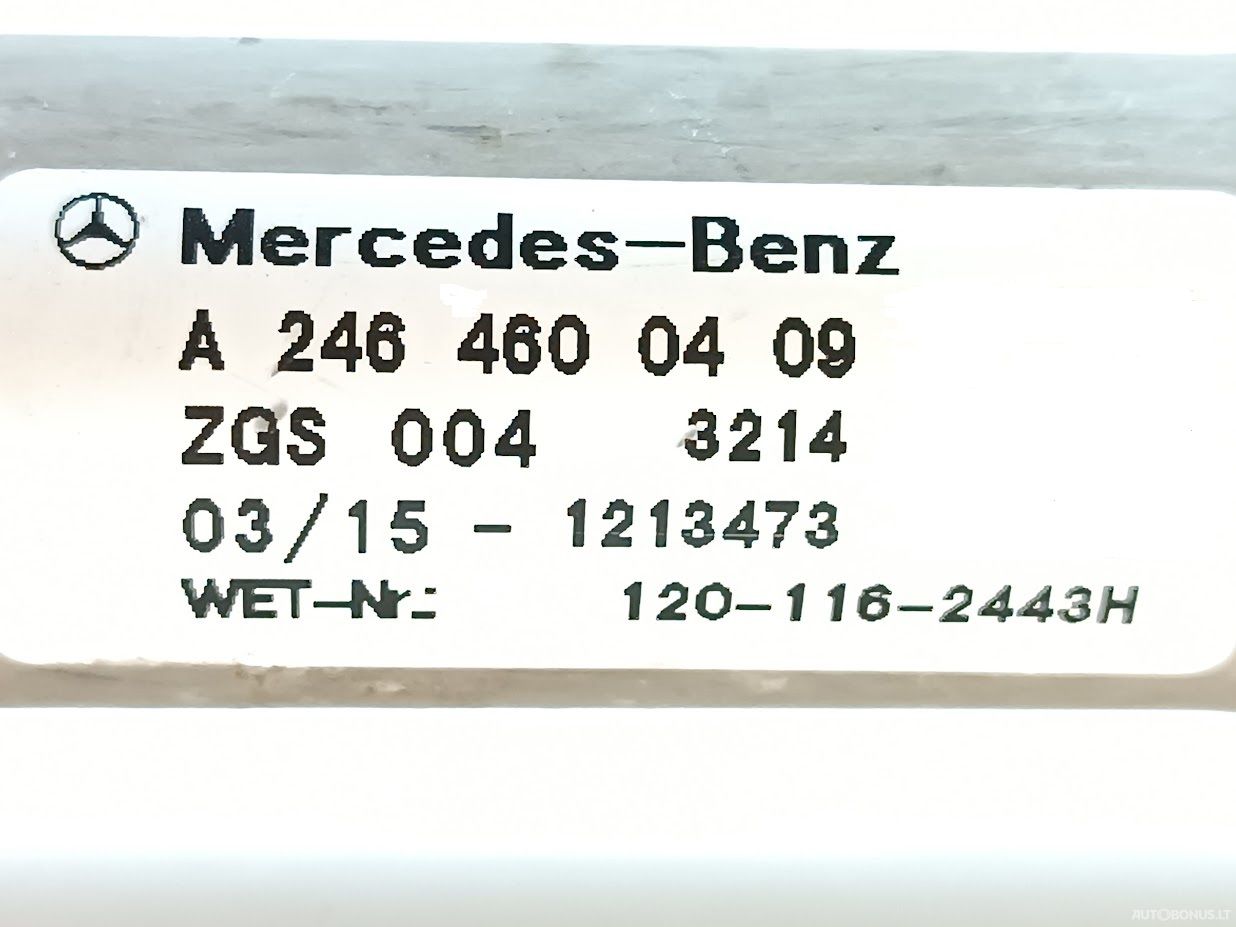 Mercedes-Benz
A 246 460 04 09
ZGS 004 3214
03/15 - 1213473
WET-Nr.: 120-116-2443H
AUTOBONUS.LT